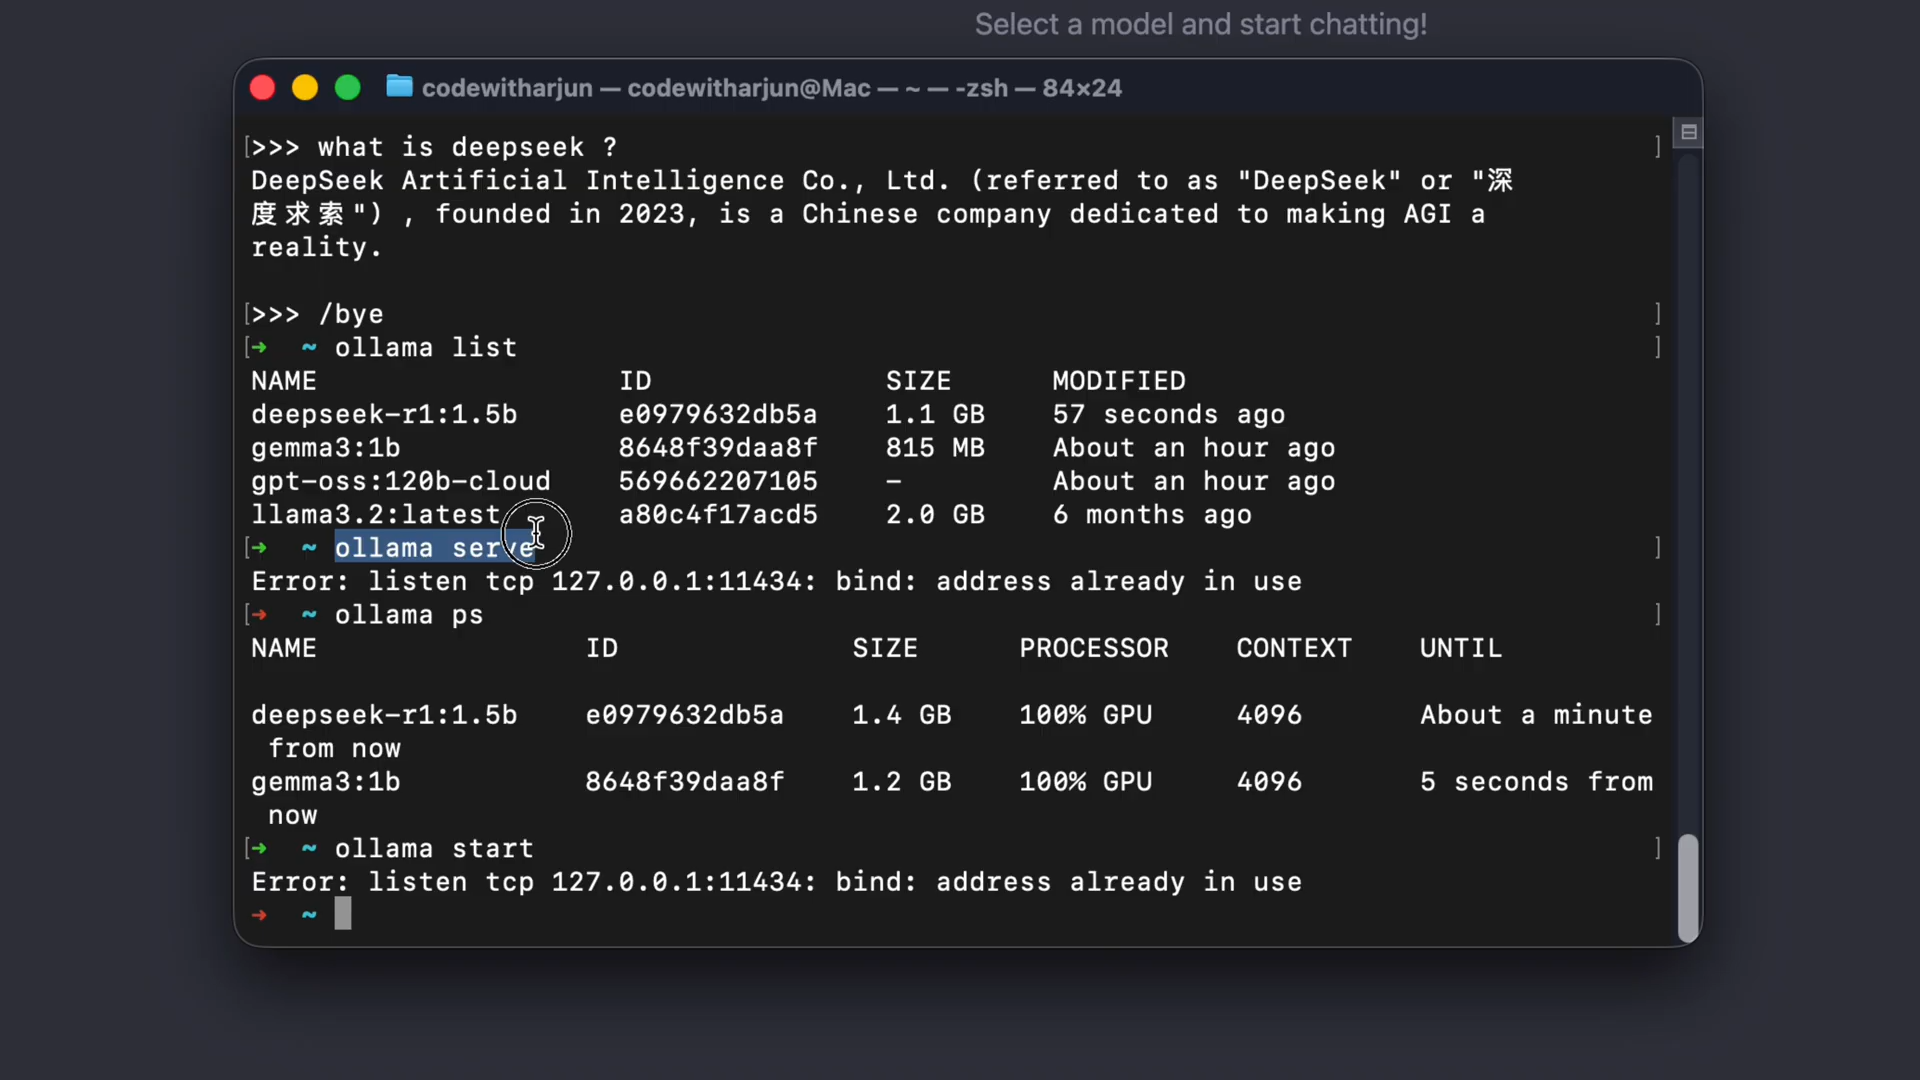 Select a model and start chatting!
codewitharjun — codewitharjun@Mac — ~ — -zsh — 84×24
[>>> what is deepseek ? ]
DeepSeek Artificial Intelligence Co., Ltd. (referred to as "DeepSeek" or "深
度求索") , founded in 2023, is a Chinese company dedicated to making AGI a
reality.
[>>> /bye ]
[➜ ~ ollama list ]
NAME ID SIZE MODIFIED
deepseek-r1:1.5b e0979632db5a 1.1 GB 57 seconds ago
gemma3:1b 8648f39daa8f 815 MB About an hour ago
gpt-oss:120b-cloud 569662207105 – About an hour ago
llama3.2:latest a80c4f17acd5 2.0 GB 6 months ago
[➜ ~ ollama serve ]
Error: listen tcp 127.0.0.1:11434: bind: address already in use
[➜ ~ ollama ps ]
NAME ID SIZE PROCESSOR CONTEXT UNTIL
deepseek-r1:1.5b e0979632db5a 1.4 GB 100% GPU 4096 About a minute
from now
gemma3:1b 8648f39daa8f 1.2 GB 100% GPU 4096 5 seconds from
now
[➜ ~ ollama start ]
Error: listen tcp 127.0.0.1:11434: bind: address already in use
➜ ~